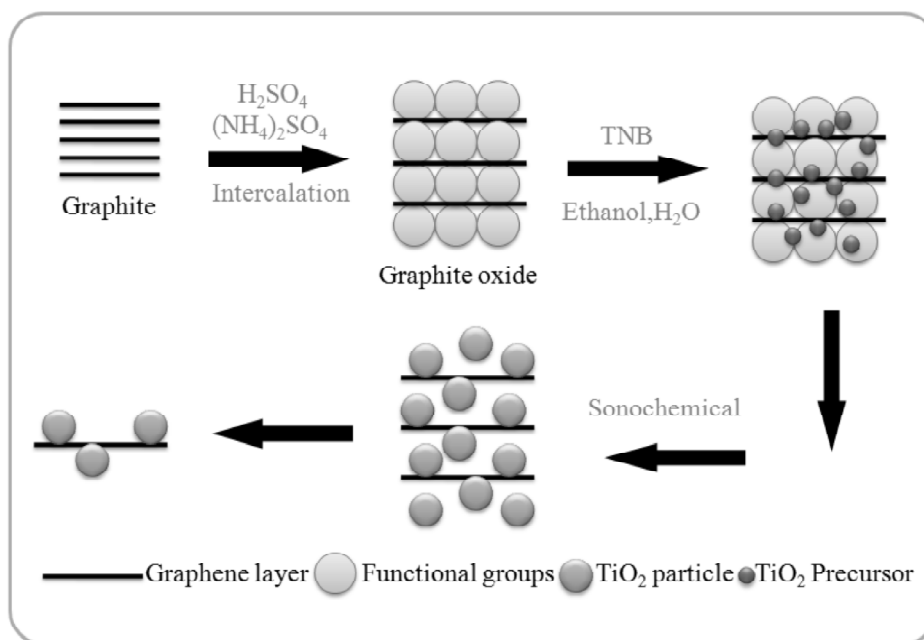 H₂SO₄
(NH₄)₂SO₄
Intercalation
Graphite
Graphite oxide
TNB
Ethanol,H₂O
Sonochemical
Graphene layer
Functional groups
TiO₂ particle
TiO₂ Precursor